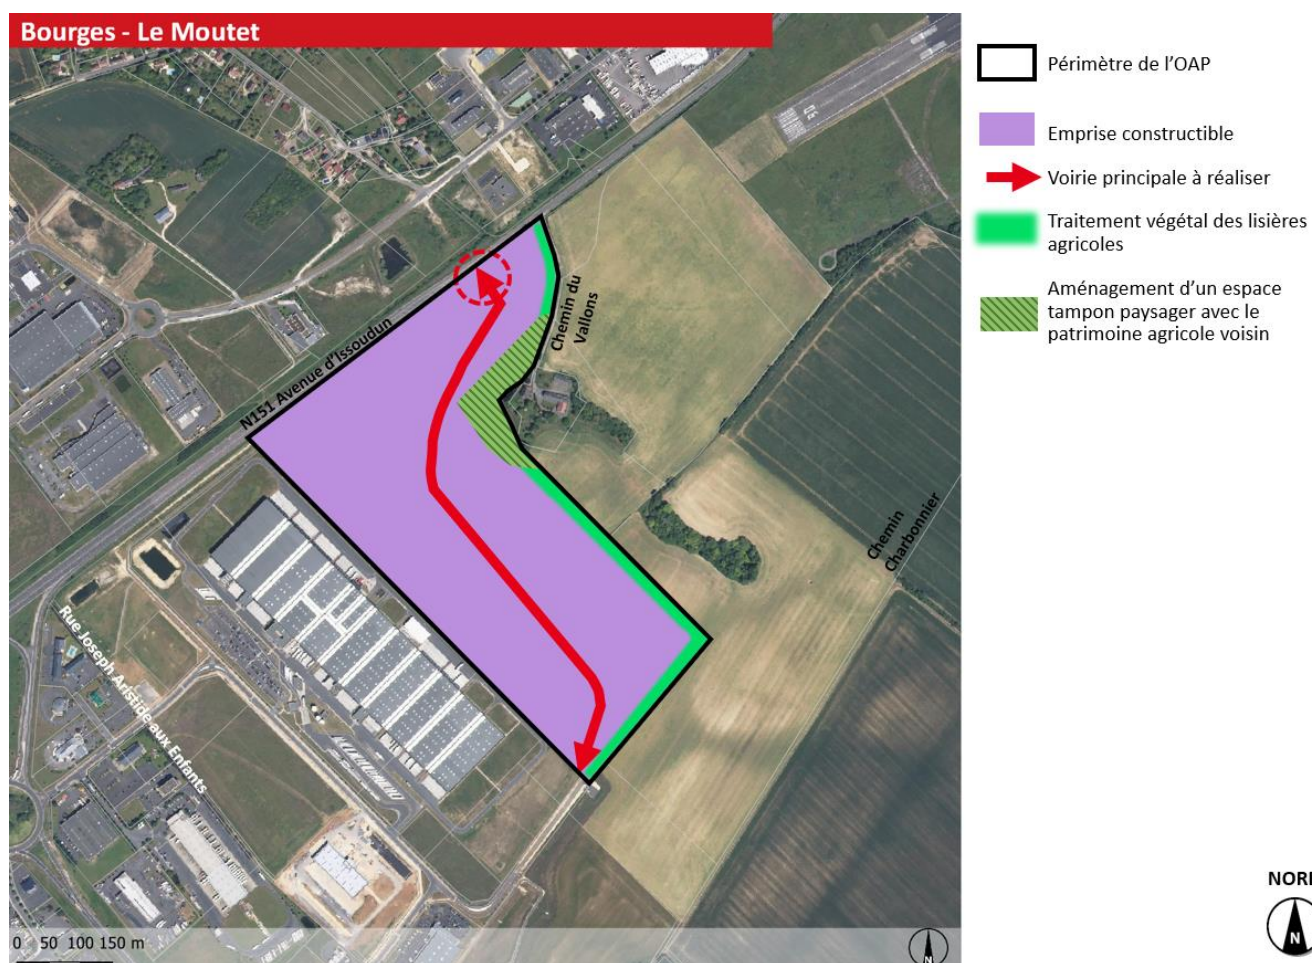 Bourges - Le Moutet
Périmètre de l'OAP
Emprise constructible
Voirie principale à réaliser
Traitement végétal des lisières
agricoles
Aménagement d'un espace
tampon paysager avec le
patrimoine agricole voisin
N151 Avenue d'Issoudun
Chemin du
Vallons
Chemin
Charbonnier
Rue Joseph Aristide aux Enfants
0 50 100 150 m
N
NORD
N